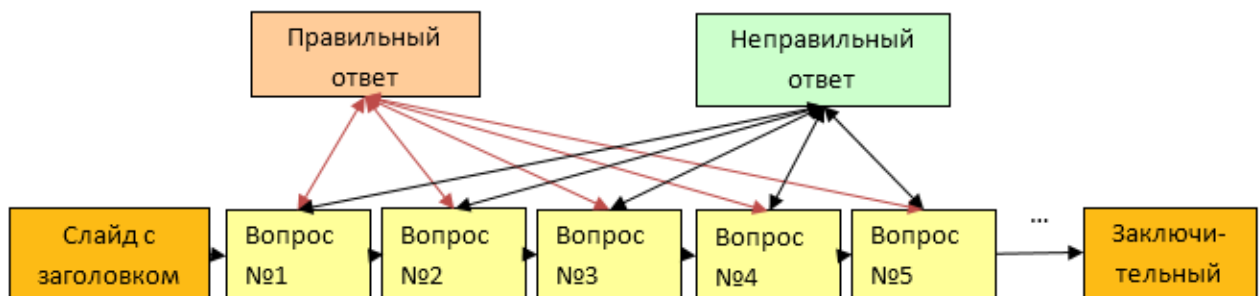 Правильный
ответ
Неправильный
ответ
Слайд с
заголовком
Вопрос
№1
Вопрос
№2
Вопрос
№3
Вопрос
№4
Вопрос
№5
...
Заключи-
тельный